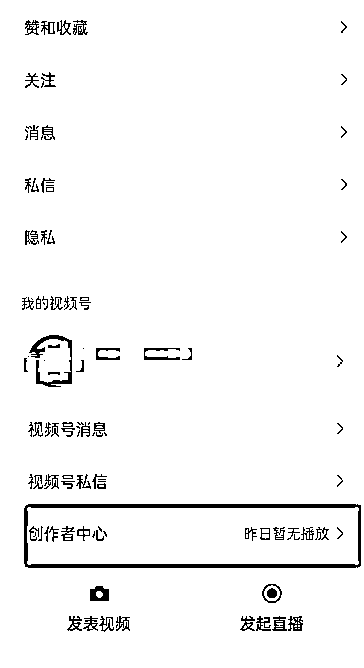 赞和收藏
关注
消息
私信
隐私
我的视频号
视频号消息
视频号私信
创作者中心 昨日暂无播放
发表视频 发起直播